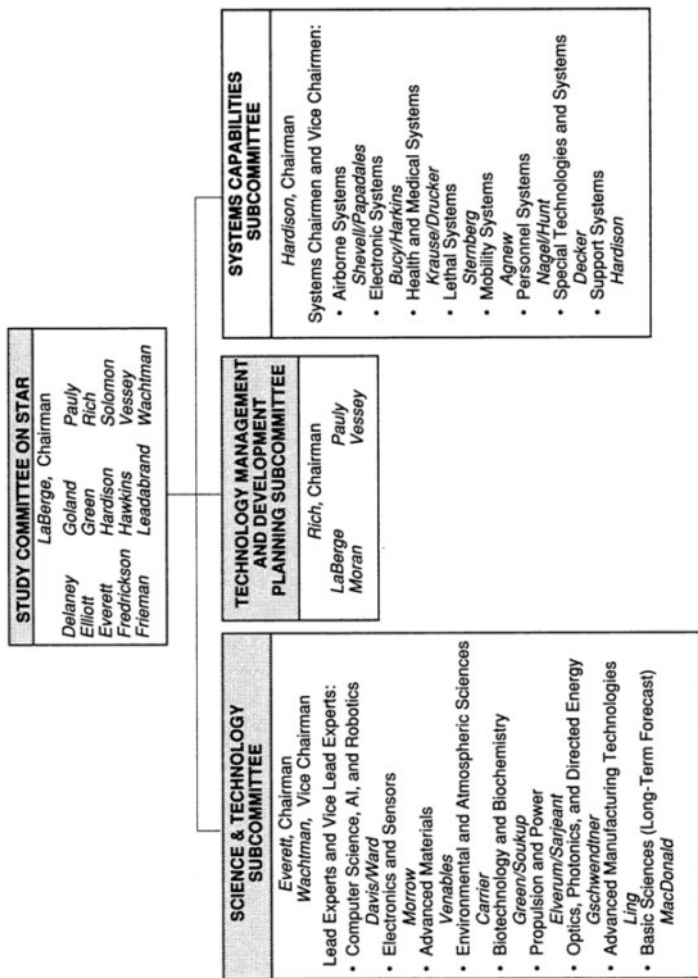 STUDY COMMITTEE ON STAR
LaBerge, Chairman
Delaney Goland Pauly
Elliott Green Rich
Everett Hardison Solomon
Fredrickson Hawkins Vessey
Frieman Leadabrand Wachtman
SCIENCE & TECHNOLOGY
SUBCOMMITTEE
Everett, Chairman
Wachtman, Vice Chairman
Lead Experts and Vice Lead Experts:
• Computer Science, AI, and Robotics
Davis/Ward
• Electronics and Sensors
Morrow
• Advanced Materials
Venables
• Environmental and Atmospheric Sciences
Carrier
• Biotechnology and Biochemistry
Green/Soukup
• Propulsion and Power
Elverum/Sarjeant
• Optics, Photonics, and Directed Energy
Gschwendtner
• Advanced Manufacturing Technologies
Ling
Basic Sciences (Long-Term Forecast)
MacDonald
TECHNOLOGY MANAGEMENT
AND DEVELOPMENT
PLANNING SUBCOMMITTEE
Rich, Chairman
LaBerge Pauly
Moran Vessey
SYSTEMS CAPABILITIES
SUBCOMMITTEE
Hardison, Chairman
Systems Chairmen and Vice Chairmen:
• Airborne Systems
Shevell/Papadales
• Electronic Systems
Bucy/Harkins
• Health and Medical Systems
Krause/Drucker
• Lethal Systems
Sternberg
• Mobility Systems
Agnew
• Personnel Systems
Nagel/Hunt
• Special Technologies and Systems
Decker
• Support Systems
Hardison